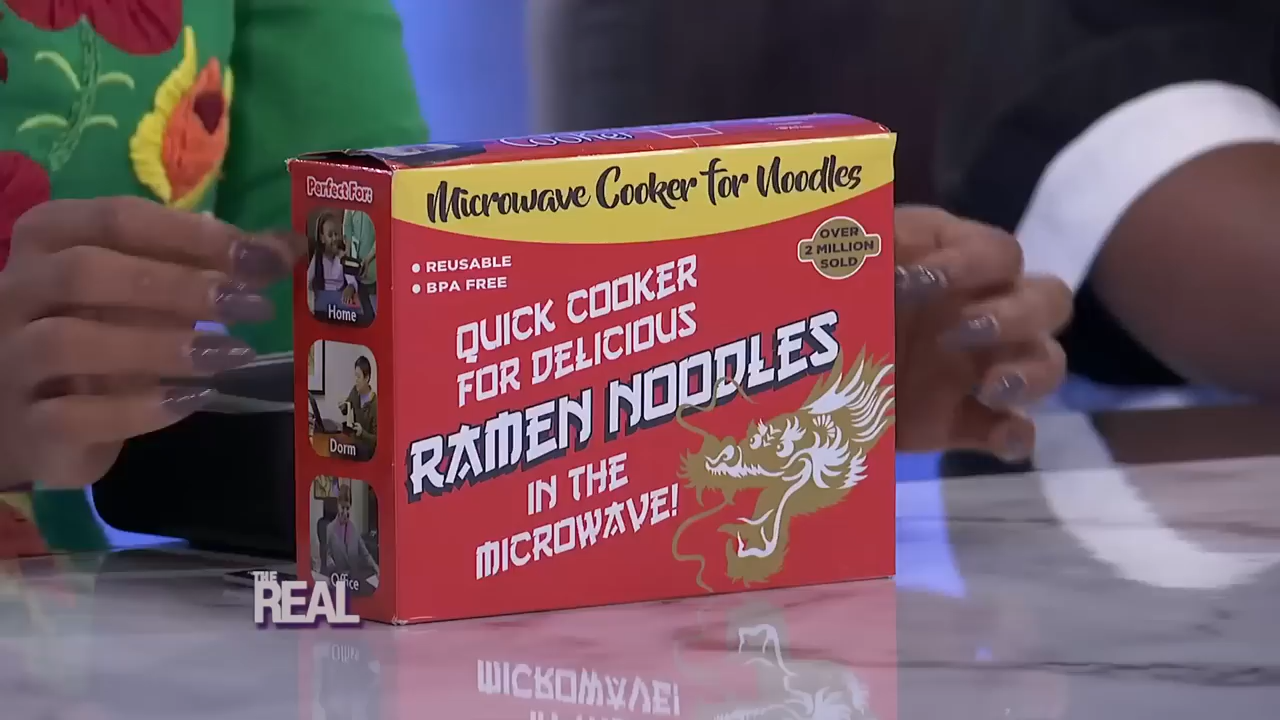 Cooker
Microwave Cooker for Noodles
Perfect For:
Home
Dorm
Office
REUSABLE
BPA FREE
OVER
2 MILLION
SOLD
QUICK COOKER
FOR DELICIOUS
RAMEN NOODLES
IN THE
MICROWAVE!
THE
REAL